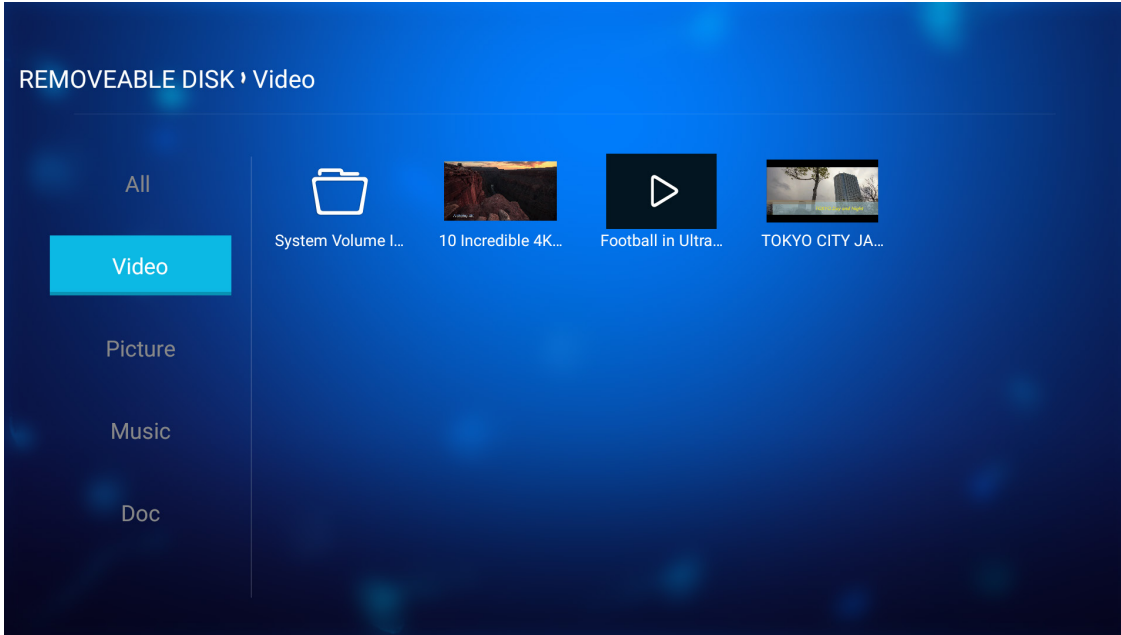 REMOVEABLE DISK Video
All
Video
Picture
Music
Doc
System Volume I...
10 Incredible 4K...
Football in Ultra...
TOKYO CITY JA...